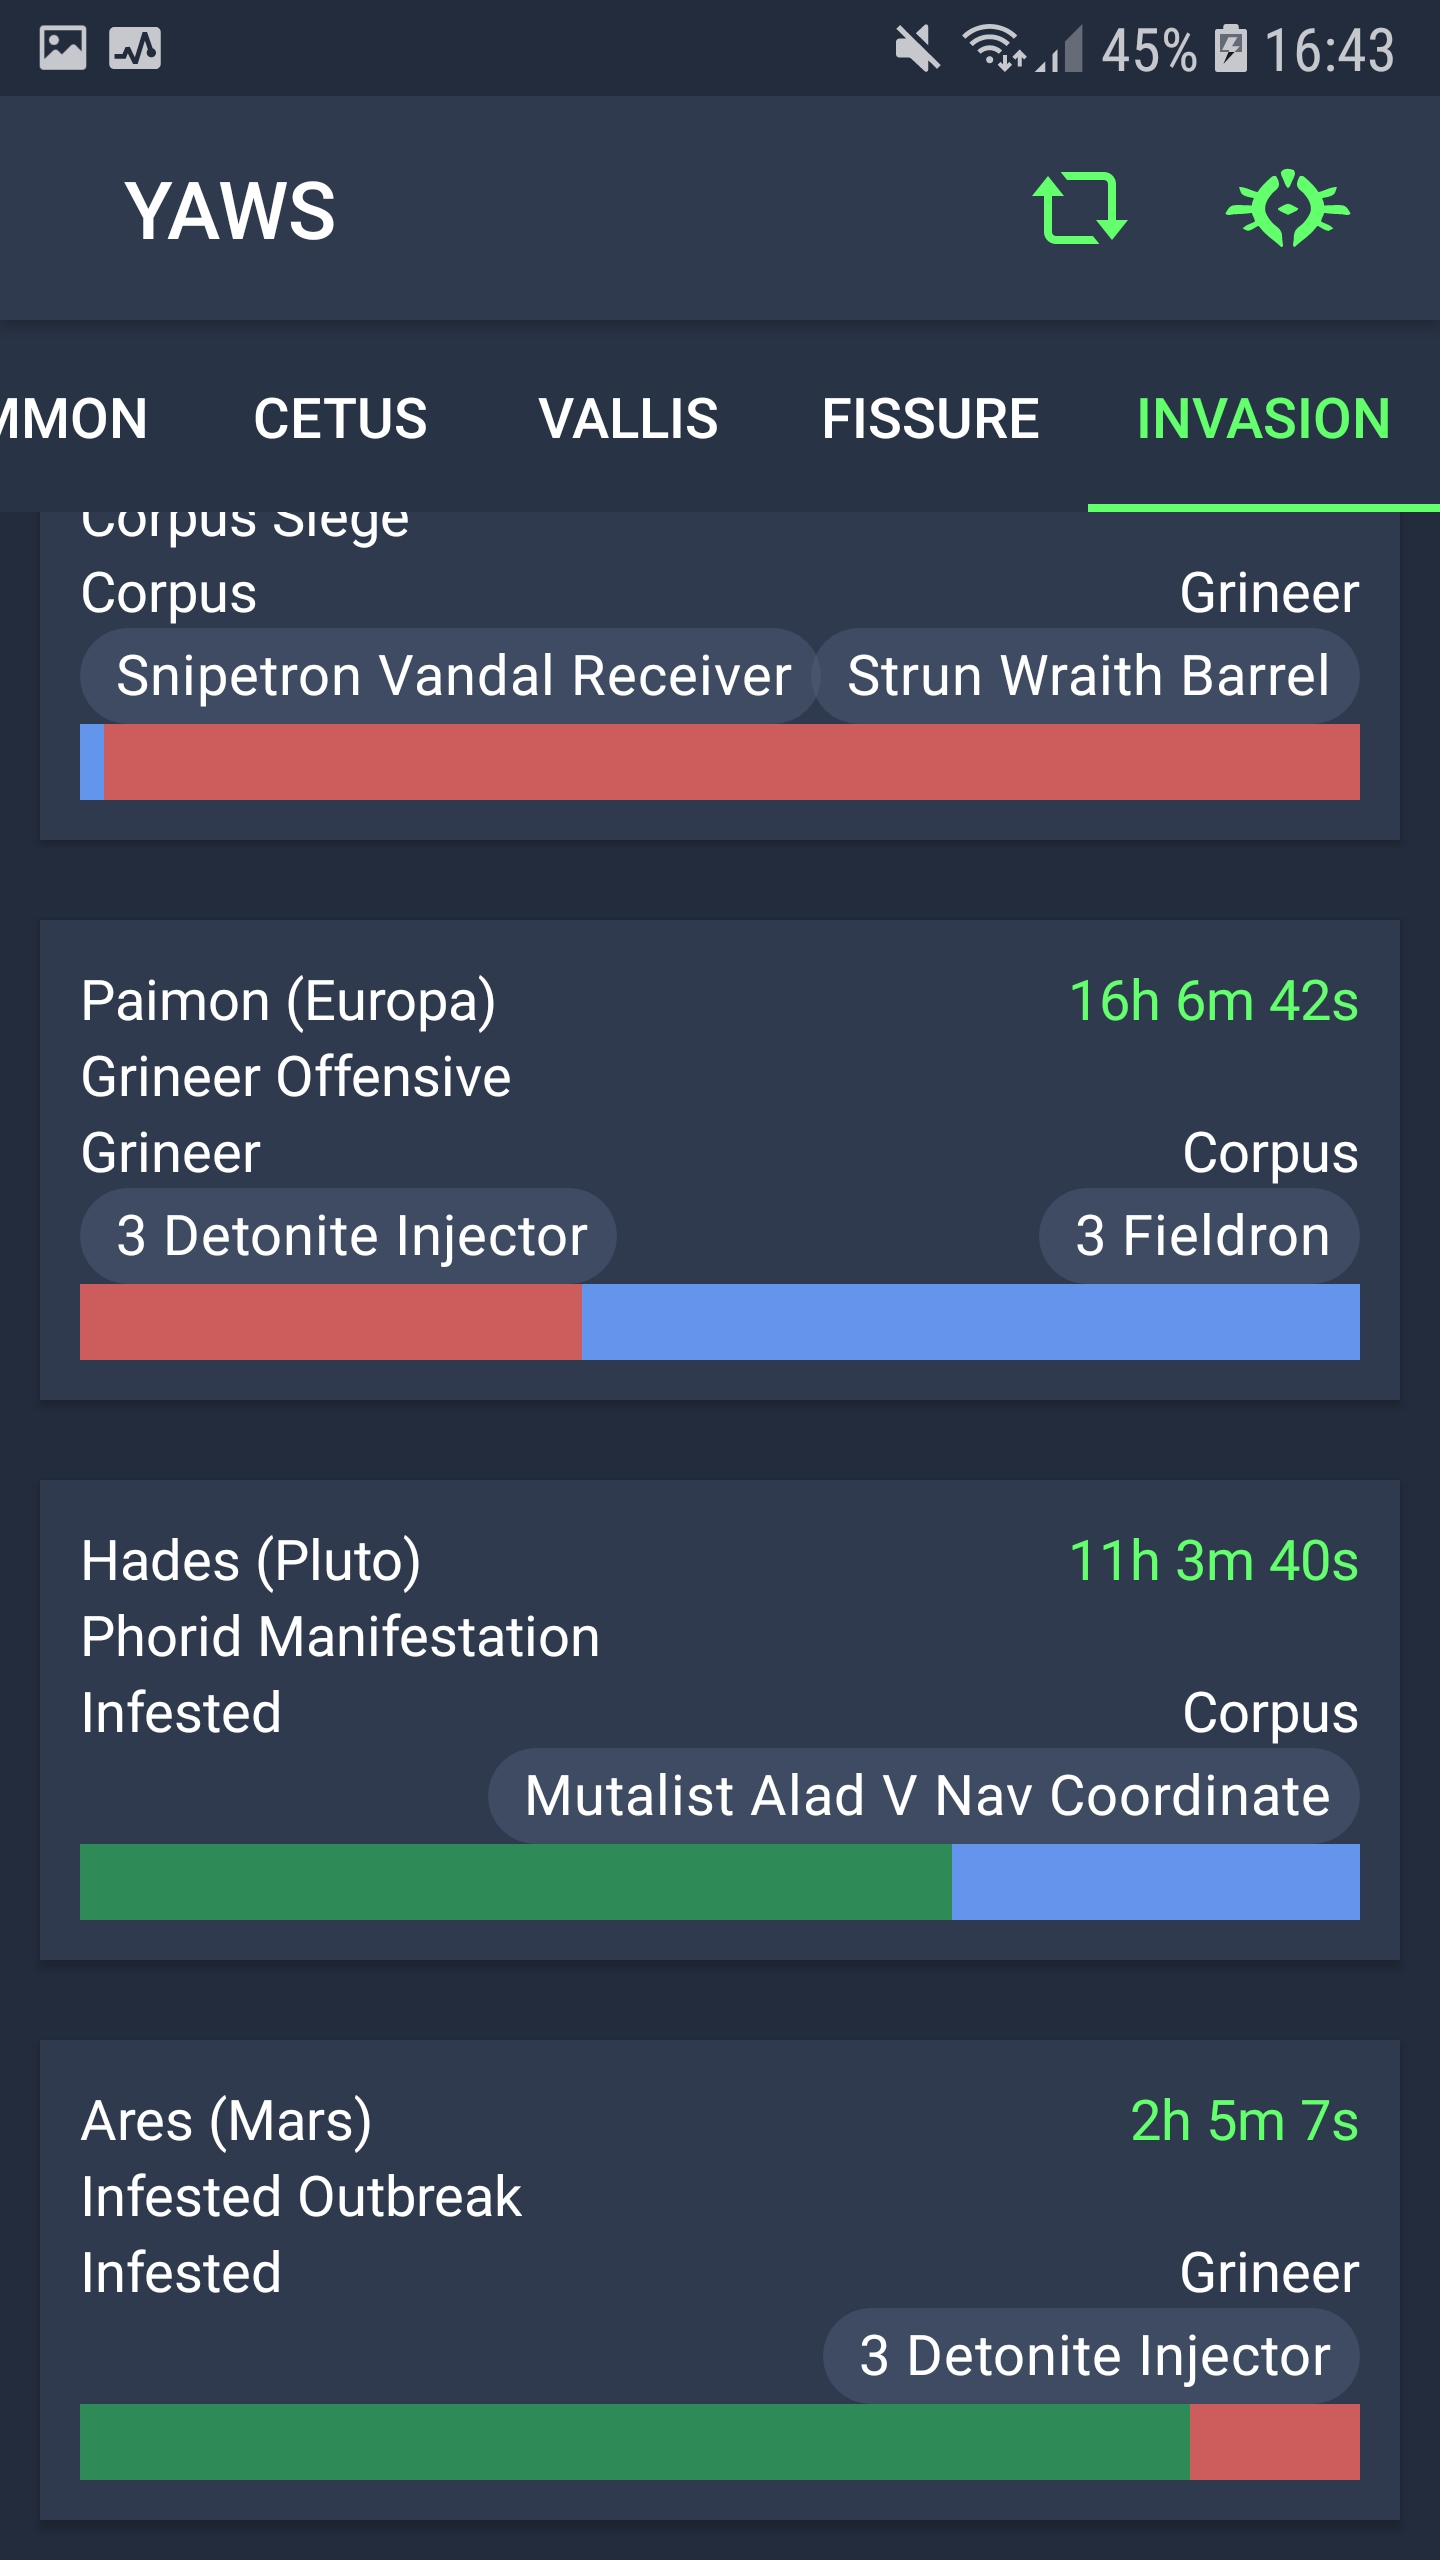 45% 16:43
YAWS
MMON CETUS VALLIS FISSURE INVASION
Corpus Siege
Corpus Grineer
Snipetron Vandal Receiver Strun Wraith Barrel
Paimon (Europa) 16h 6m 42s
Grineer Offensive
Grineer Corpus
3 Detonite Injector 3 Fieldron
Hades (Pluto) 11h 3m 40s
Phorid Manifestation
Infested Corpus
Mutalist Alad V Nav Coordinate
Ares (Mars) 2h 5m 7s
Infested Outbreak
Infested Grineer
3 Detonite Injector